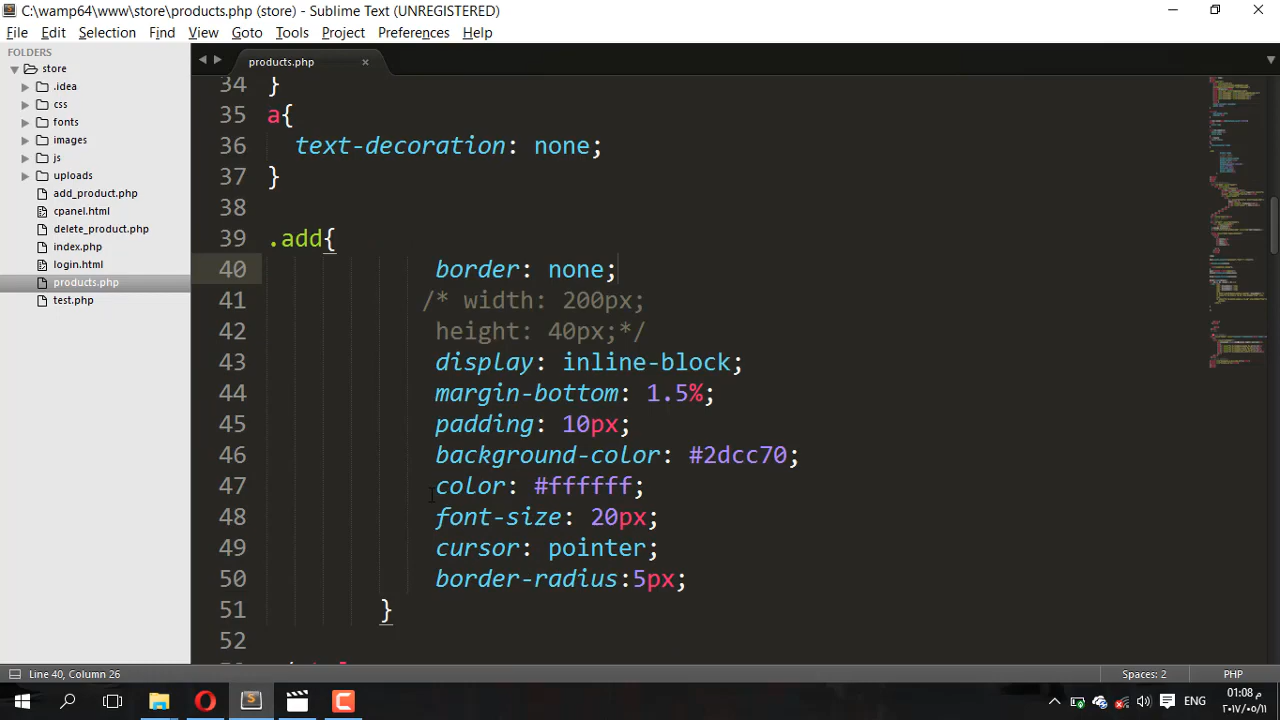 C:\wamp64\www\store\products.php (store) - Sublime Text (UNREGISTERED)
File Edit Selection Find View Goto Tools Project Preferences Help
FOLDERS
store
.idea
css
fonts
images
js
uploads
add_product.php
cpanel.html
delete_product.php
index.php
login.html
products.php
test.php
products.php
34 }
35 a{
36 text-decoration: none;
37 }
38
39 .add{
40 border: none;
41 /* width: 200px;
42 height: 40px;*/
43 display: inline-block;
44 margin-bottom: 1.5%;
45 padding: 10px;
46 background-color: #2dcc70;
47 color: #ffffff;
48 font-size: 20px;
49 cursor: pointer;
50 border-radius:5px;
51 }
52
Line 40, Column 26
Spaces: 2
PHP
ENG
01:08 م